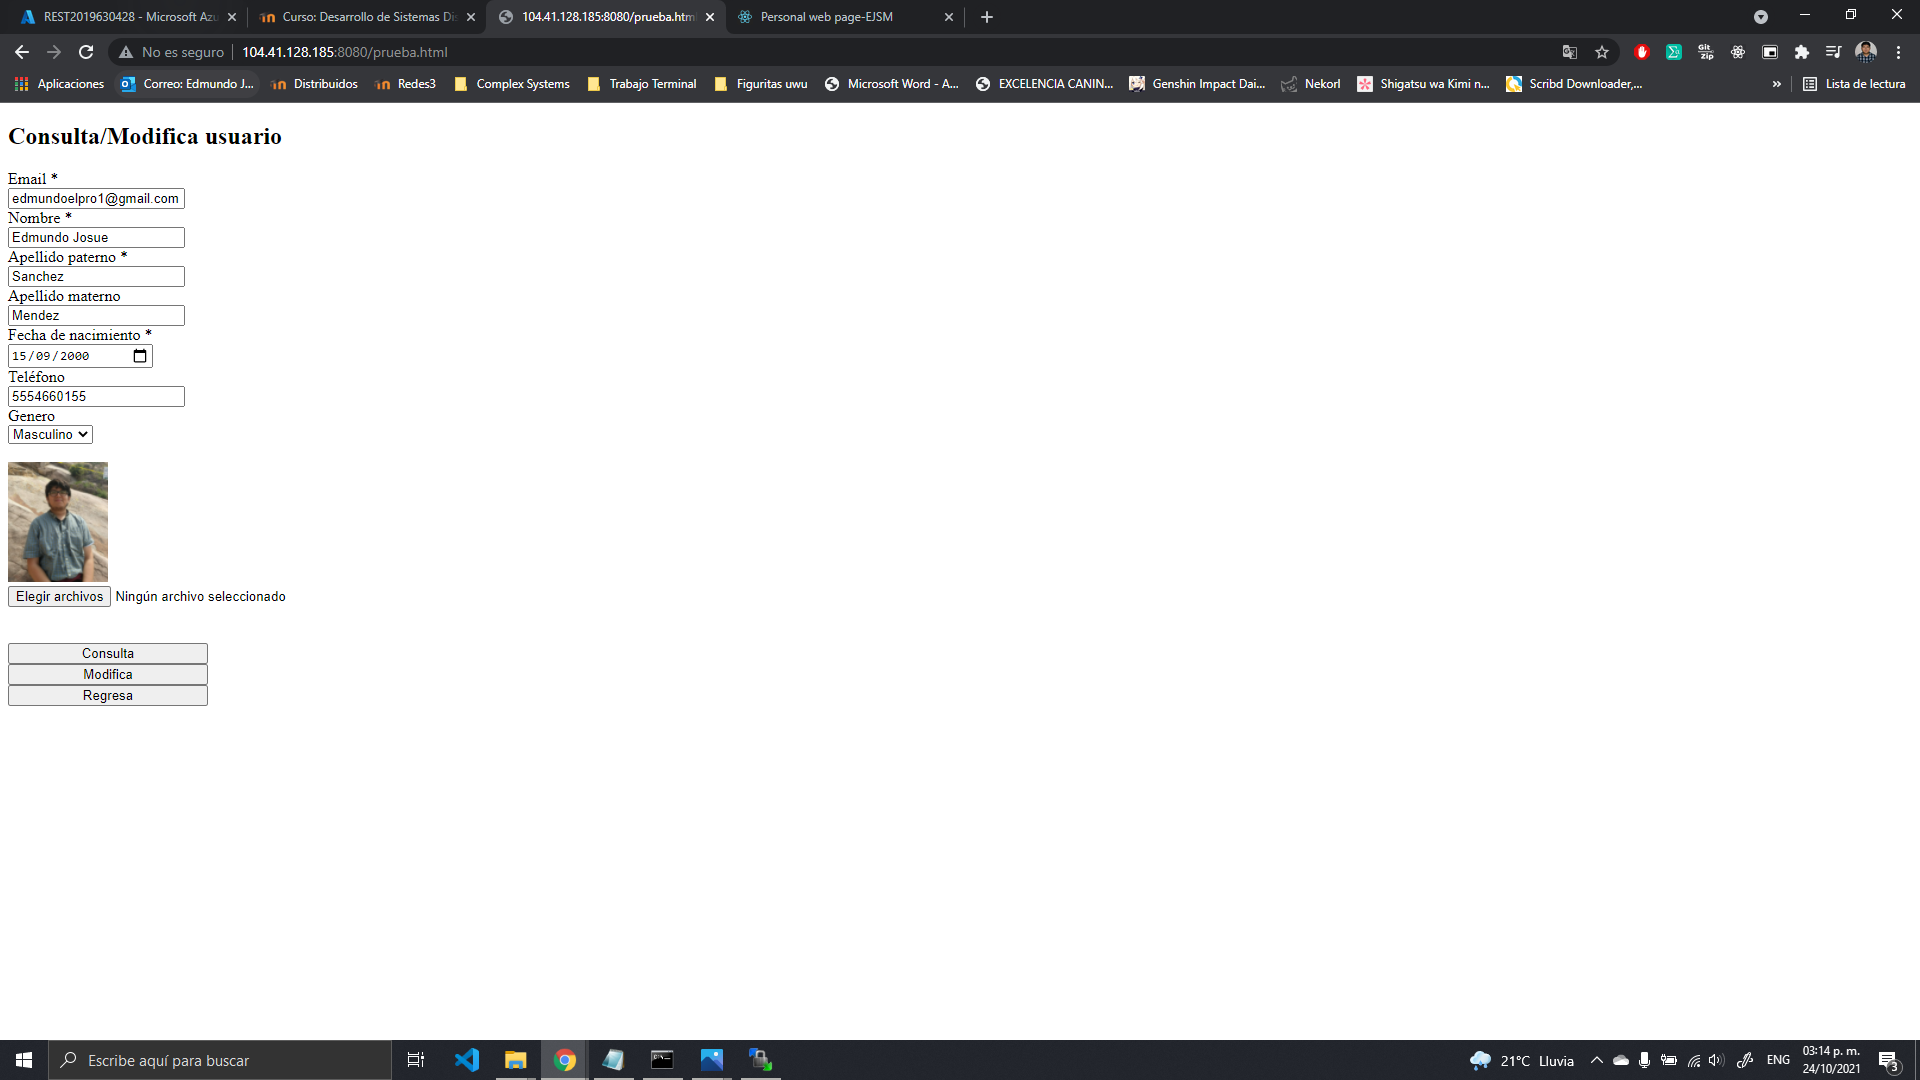 REST2019630428 - Microsoft Azu
Curso: Desarrollo de Sistemas Dis
104.41.128.185:8080/prueba.htm
Personal web page-EJSM
No es seguro
104.41.128.185:8080/prueba.html
Aplicaciones
Correo: Edmundo J...
Distribuidos
Redes3
Complex Systems
Trabajo Terminal
Figuritas uwu
Microsoft Word - A...
EXCELENCIA CANIN...
Genshin Impact Dai...
Nekorl
Shigatsu wa Kimi n...
Scribd Downloader,...
»
Lista de lectura
Consulta/Modifica usuario
Email *
edmundoelpro1@gmail.com
Nombre *
Edmundo Josue
Apellido paterno *
Sanchez
Apellido materno
Mendez
Fecha de nacimiento *
15/09/2000
Teléfono
5554660155
Genero
Masculino
Elegir archivos Ningún archivo seleccionado
Consulta
Modifica
Regresa
Escribe aquí para buscar
21°C Lluvia
ENG
03:14 p. m.
24/10/2021
3